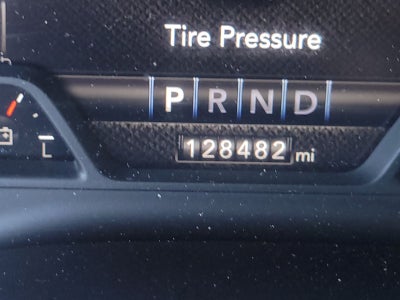 Tire Pressure
P R N D
128482 mi
L